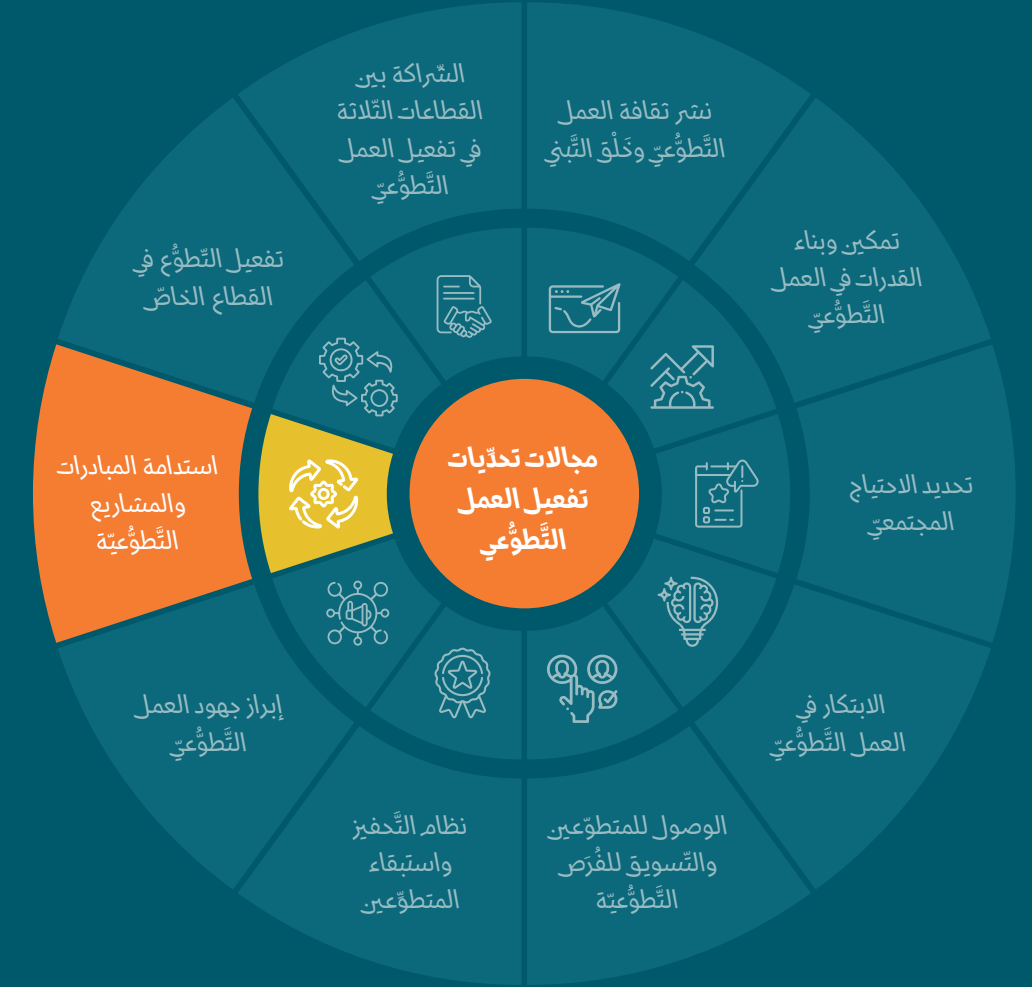 مجالات تحدِّيات
تفعيل العمل
التَّطوُّعي
نشر ثقافة العمل
التَّطوُّعيّ وخَلْق التَّبني
تمكين وبناء
القدرات في العمل
التَّطوُّعيّ
تحديد الاحتياج
المجتمعيّ
الابتكار في
العمل التَّطوُّعيّ
الوصول للمتطوّعين
والتّسويق للفُرَص
التَّطوُّعيّة
نظام التَّحفيز
واستبقاء
المتطوّعين
إبراز جهود العمل
التَّطوُّعيّ
استدامة المبادرات
والمشاريع
التَّطوُّعيّة
تفعيل التّطوُّع في
القطاع الخاصّ
الشّراكة بين
القطاعات الثّلاثة
في تفعيل العمل
التَّطوُّعيّ